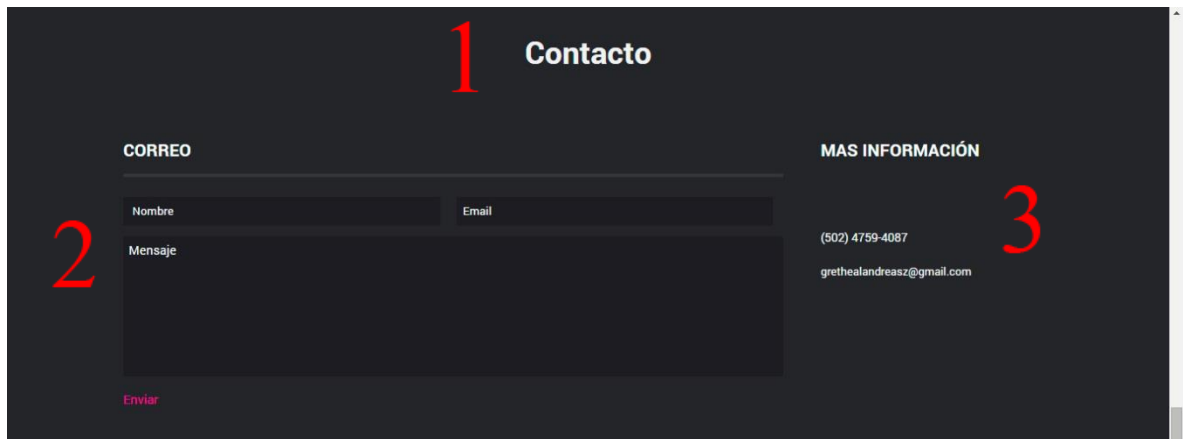 1
Contacto
CORREO
MAS INFORMACIÓN
2
Nombre
Email
Mensaje
Enviar
3
(502) 4759-4087
grethealandreasz@gmail.com